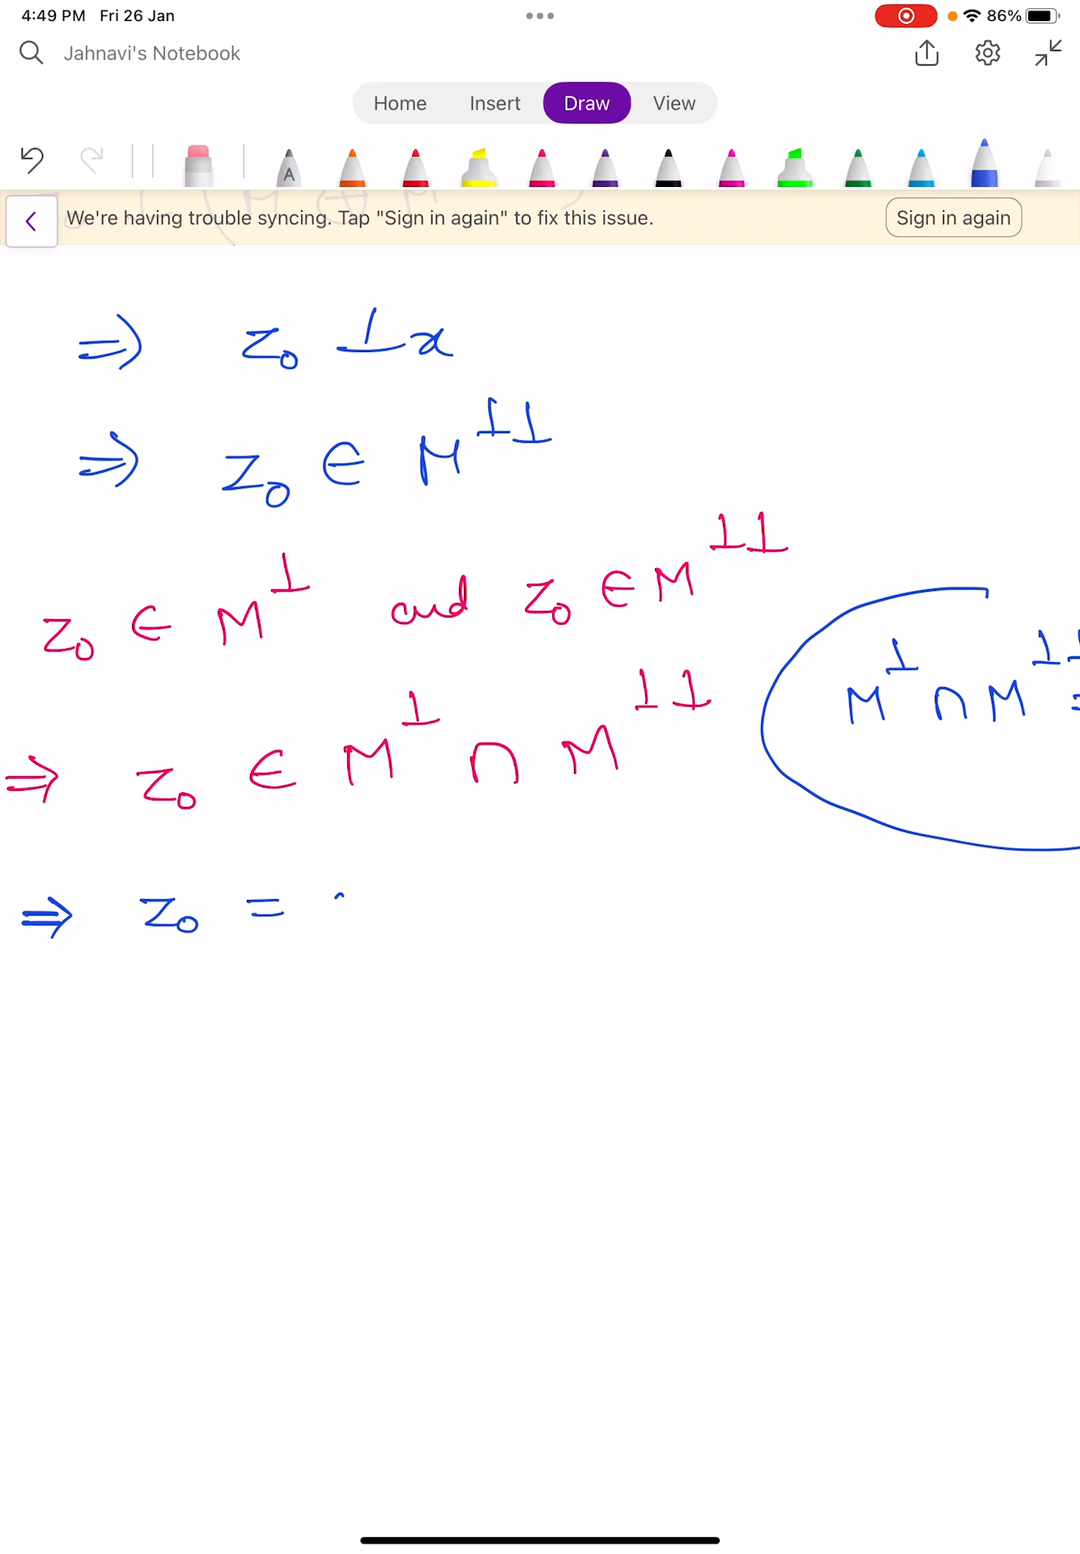 4:49 PM Fri 26 Jan 86%
Jahnavi's Notebook
Home Insert Draw View
A
We're having trouble syncing. Tap "Sign in again" to fix this issue. Sign in again
⇒ z₀ ⊥ x
⇒ z₀ ∈ M^⊥⊥
z₀ ∈ M^⊥ and z₀ ∈ M^⊥⊥
M^⊥ ∩ M^⊥⊥ =
⇒ z₀ ∈ M^⊥ ∩ M^⊥⊥
⇒ z₀ =